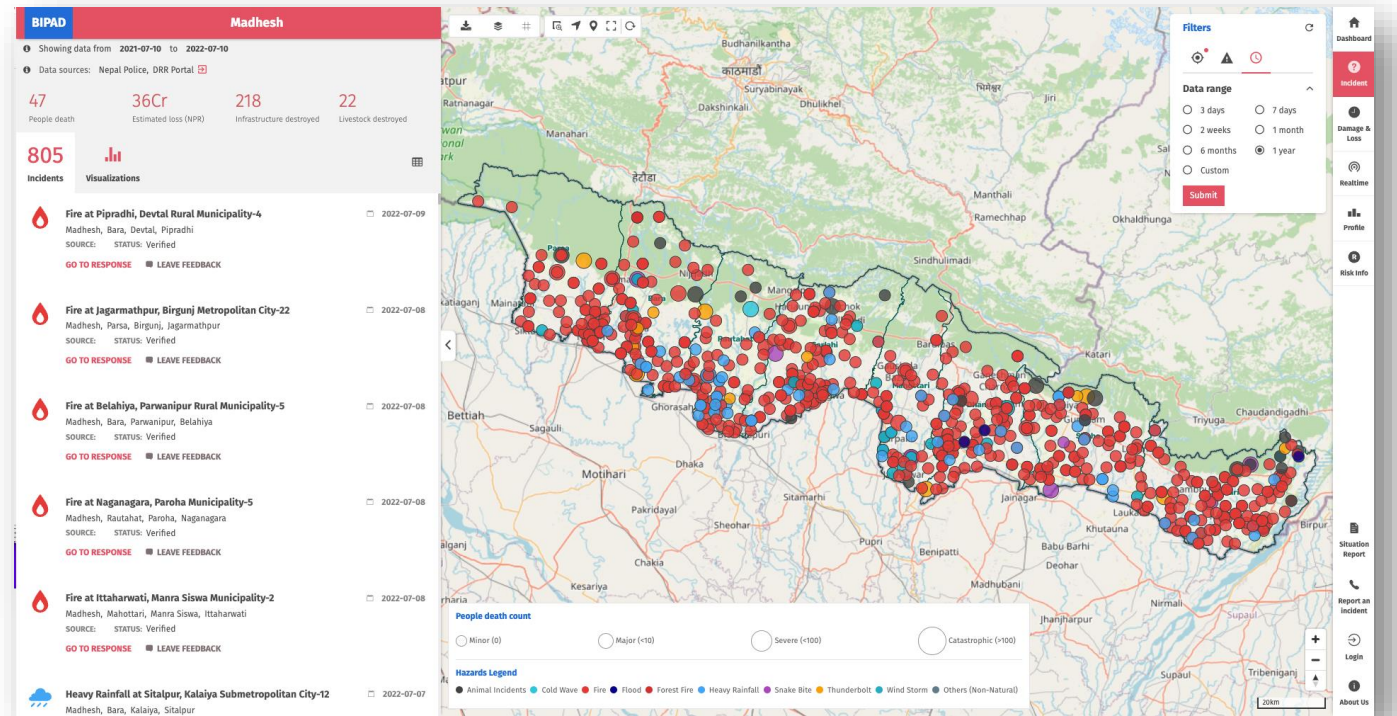 BIPAD
Madhesh
Showing data from 2021-07-10 to 2022-07-10
Data sources: Nepal Police, DRR Portal
47
People death
36Cr
Estimated loss (NPR)
218
Infrastructure destroyed
22
Livestock destroyed
805
Incidents
Visualizations
Fire at Pipradhi, Devtal Rural Municipality-4
2022-07-09
Madhesh, Bara, Devtal, Pipradhi
SOURCE: STATUS: Verified
GO TO RESPONSE LEAVE FEEDBACK
Fire at Jagarmathpur, Birgunj Metropolitan City-22
2022-07-08
Madhesh, Parsa, Birgunj, Jagarmathpur
SOURCE: STATUS: Verified
GO TO RESPONSE LEAVE FEEDBACK
Fire at Belahiya, Parwanipur Rural Municipality-5
2022-07-08
Madhesh, Bara, Parwanipur, Belahiya
SOURCE: STATUS: Verified
GO TO RESPONSE LEAVE FEEDBACK
Fire at Naganagara, Paroha Municipality-5
2022-07-08
Madhesh, Rautahat, Paroha, Naganagara
SOURCE: STATUS: Verified
GO TO RESPONSE LEAVE FEEDBACK
Fire at Ittaharwati, Manra Siswa Municipality-2
2022-07-08
Madhesh, Mahottari, Manra Siswa, Ittaharwati
SOURCE: STATUS: Verified
GO TO RESPONSE LEAVE FEEDBACK
Heavy Rainfall at Sitalpur, Kalaiya Submetropolitan City-12
2022-07-07
Madhesh, Bara, Kalaiya, Sitalpur
Budhanilkantha
काठमाडौं
Suryabinayak
Dakshinkali
Dhulikhel
Jiri
Ratnanagar
Manahari
हेटौंडा
Manthali
Ramechhap
Okhaldhunga
Sindhulimadi
Katari
Triyuga
Chaudandigadhi
Bettiah
Sagauli
Ghorasah
Motihari
Dhaka
Pakridayal
Sitamarhi
Sheohar
Chakia
Kesariya
Pupri
Benipatti
Jainagar
Khutauna
Babu Barhi
Deohar
Madhubani
Jhanjharpur
Nirmali
Supaul
Birpur
Supaul
Tribeniganj
Filters
Data range
3 days
7 days
2 weeks
1 month
6 months
1 year
Custom
Submit
People death count
Minor (0)
Major (<10)
Severe (<100)
Catastrophic (>100)
Hazards Legend
Animal Incidents Cold Wave Fire Flood Forest Fire Heavy Rainfall Snake Bite Thunderbolt Wind Storm Others (Non-Natural)
20km
Dashboard
Incident
Damage &
Loss
Realtime
Profile
Risk Info
Situation
Report
Report an
incident
Login
About Us